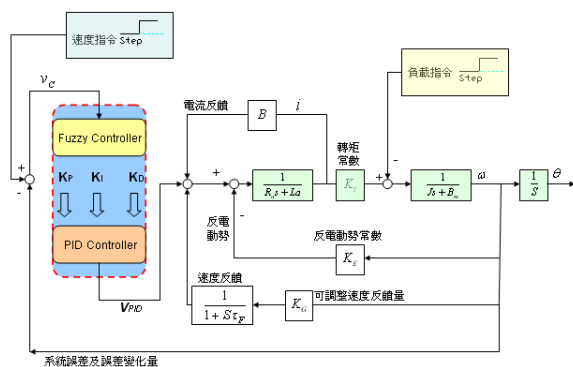 速度指令
Step
負載指令
Step
v_C
電流反饋
B
i
Fuzzy Controller
轉矩
常數
+
-
K_P K_I K_D
+
-
1
R_a s + La
K_T
+
-
1
Js + B_m
ω
1
S
θ
反電
動勢
反電動勢常數
K_E
PID Controller
V_PID
速度反饋
1
1 + Sτ_F
K_G
可調整速度反饋量
系統誤差及誤差變化量